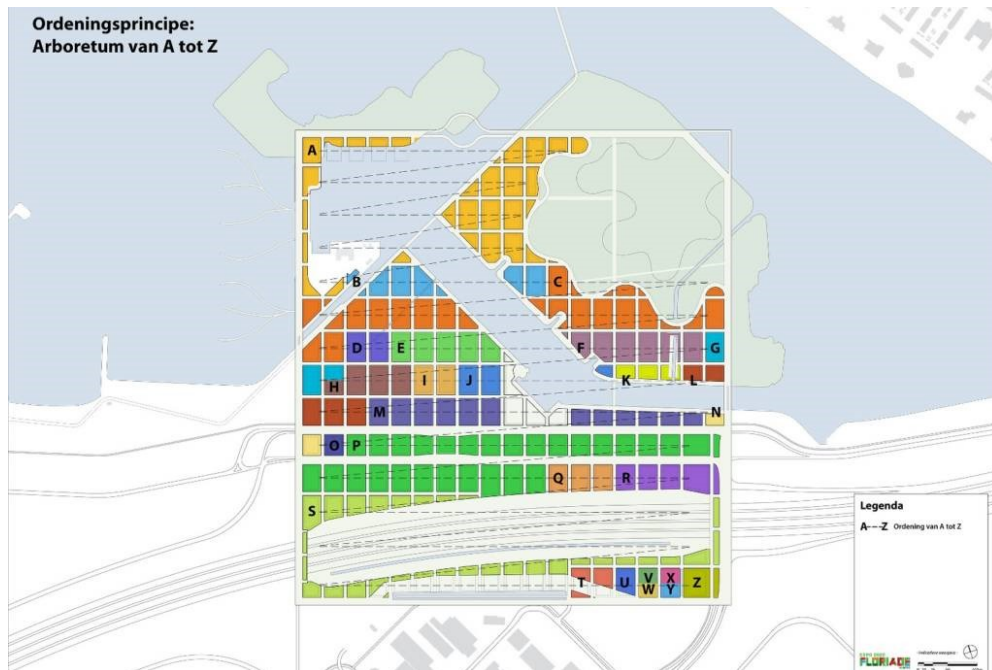 Ordeningsprincipe:
Arboretum van A tot Z
A
B
C
D
E
F
G
H
I
J
K
L
M
N
O
P
Q
R
S
T
U
V
W
X
Y
Z
Legenda
A---Z Ordening van A tot Z
FLORIADE